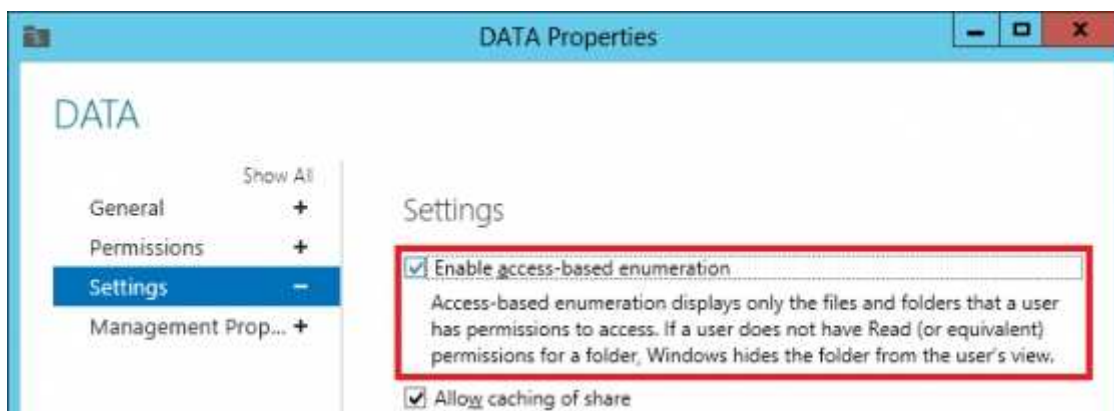 DATA Properties
DATA
Show All
General +
Permissions +
Settings –
Management Prop... +
Settings
Enable access-based enumeration
Access-based enumeration displays only the files and folders that a user
has permissions to access. If a user does not have Read (or equivalent)
permissions for a folder, Windows hides the folder from the user's view.
Allow caching of share